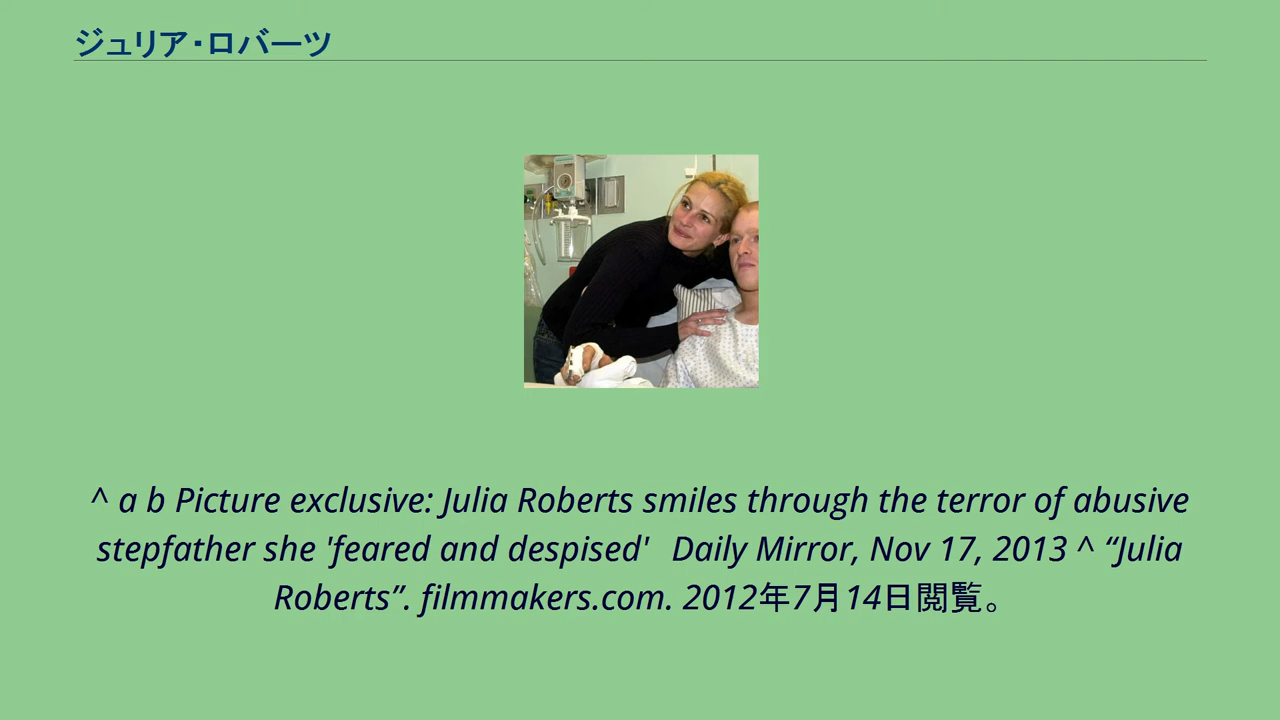 ジュリア・ロバーツ
^ a b Picture exclusive: Julia Roberts smiles through the terror of abusive
stepfather she 'feared and despised' Daily Mirror, Nov 17, 2013 ^ “Julia
Roberts”. filmmakers.com. 2012年7月14日閲覧。